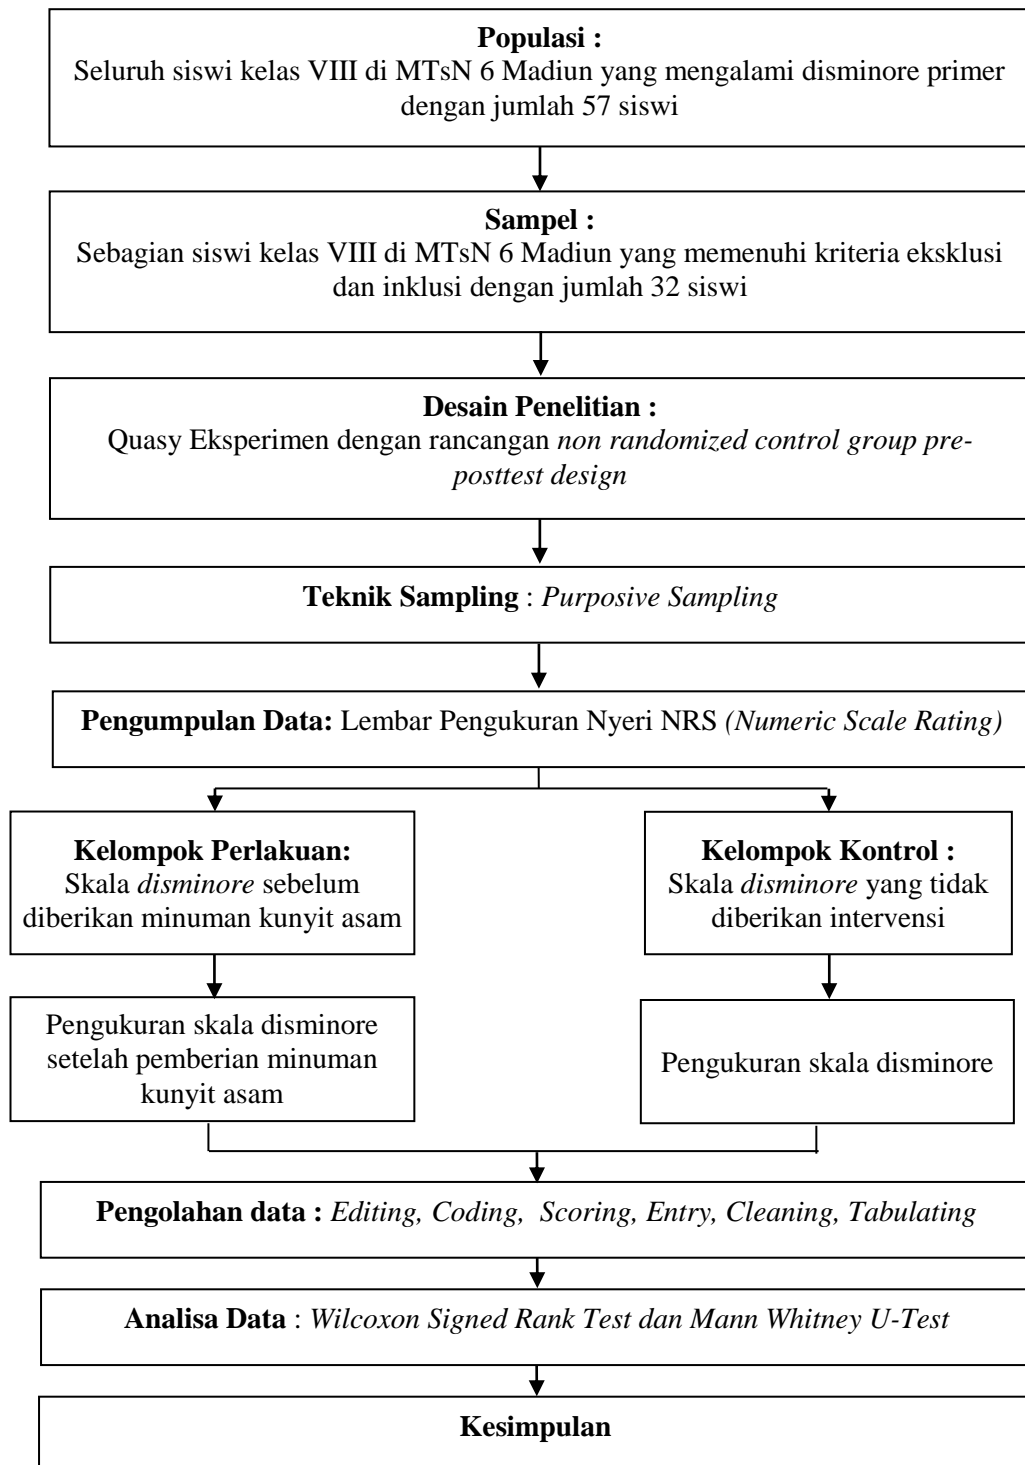 Populasi :
Seluruh siswi kelas VIII di MTsN 6 Madiun yang mengalami disminore primer
dengan jumlah 57 siswi
Sampel :
Sebagian siswi kelas VIII di MTsN 6 Madiun yang memenuhi kriteria eksklusi
dan inklusi dengan jumlah 32 siswi
Desain Penelitian :
Quasy Eksperimen dengan rancangan non randomized control group pre-
posttest design
Teknik Sampling : Purposive Sampling
Pengumpulan Data: Lembar Pengukuran Nyeri NRS (Numeric Scale Rating)
Kelompok Perlakuan:
Skala disminore sebelum
diberikan minuman kunyit asam
Kelompok Kontrol :
Skala disminore yang tidak
diberikan intervensi
Pengukuran skala disminore
setelah pemberian minuman
kunyit asam
Pengukuran skala disminore
Pengolahan data : Editing, Coding, Scoring, Entry, Cleaning, Tabulating
Analisa Data : Wilcoxon Signed Rank Test dan Mann Whitney U-Test
Kesimpulan